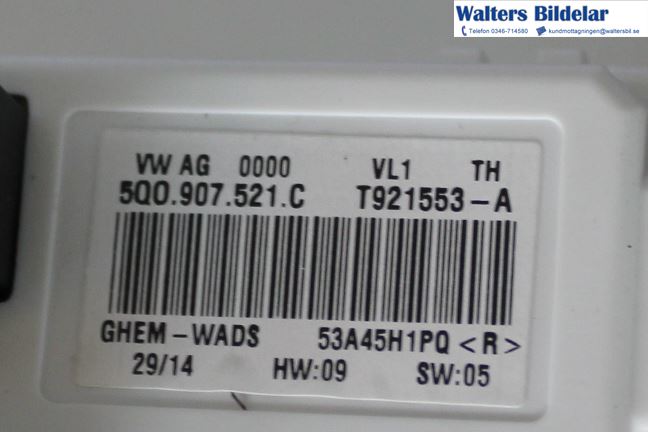 Walters Bildelar
Telefon 0346-714580 kundmottagningen@waltersbil.se
VW AG 0000 VL1 TH
5Q0.907.521.C T921553-A
GHEM-WADS 53A45H1PQ <R>
29/14 HW:09 SW:05